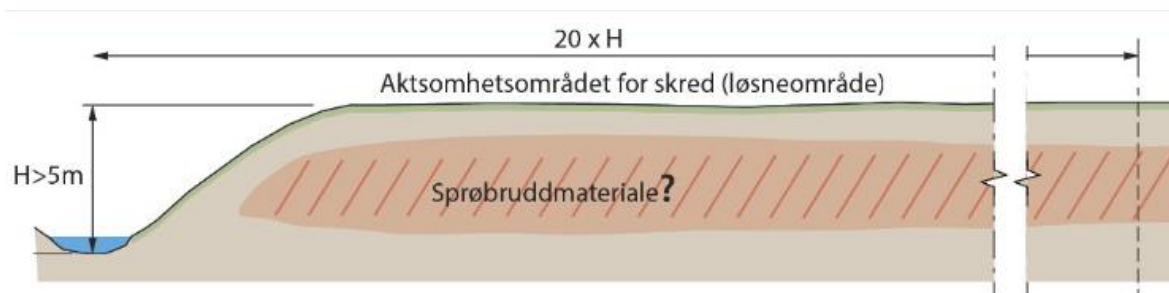 20 x H
Aktsomhetsområdet for skred (løsneområde)
H>5m
Sprøbruddmateriale?